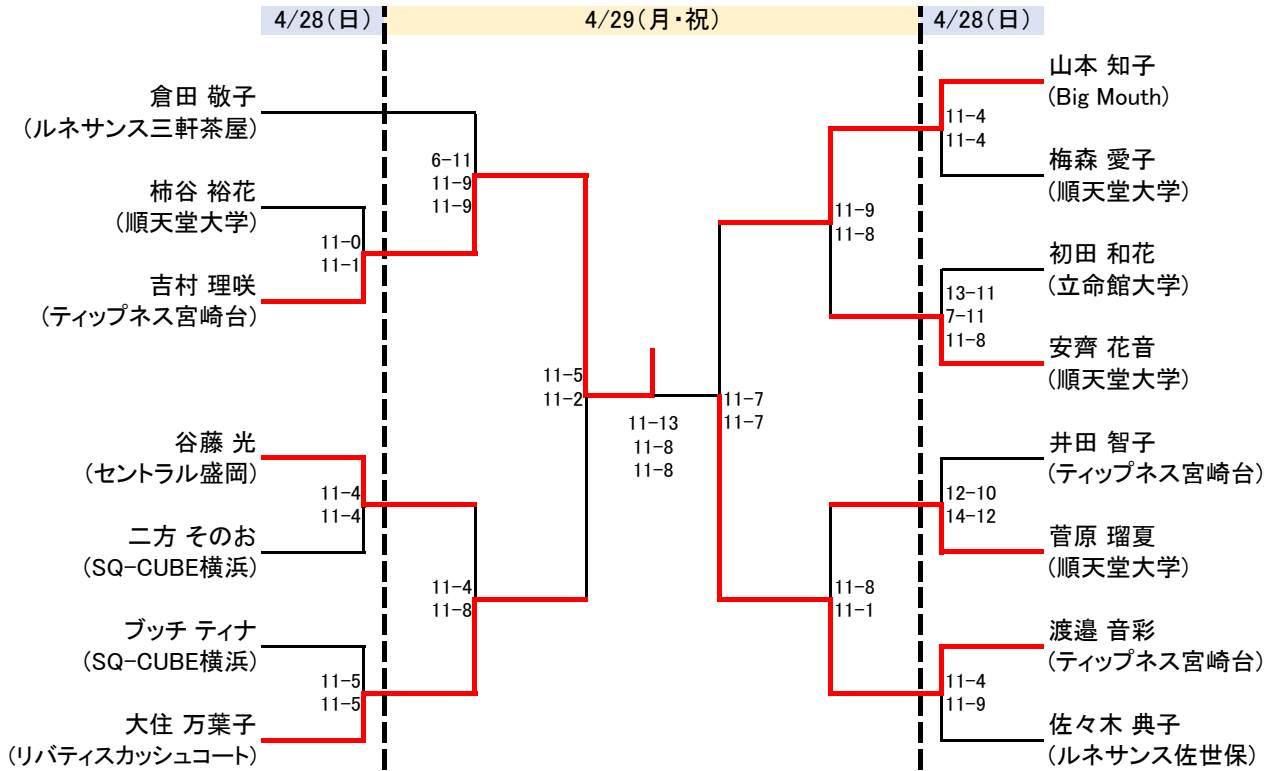 4/28(日)
4/29(月・祝)
4/28(日)
倉田 敬子
(ルネサンス三軒茶屋)
柿谷 裕花
(順天堂大学)
吉村 理咲
(ティップネス宮崎台)
谷藤 光
(セントラル盛岡)
二方 そのお
(SQ-CUBE横浜)
ブッチ ティナ
(SQ-CUBE横浜)
大住 万葉子
(リバティスカッシュコート)
11-0
11-1
11-4
11-4
11-5
11-5
6-11
11-9
11-9
11-4
11-8
11-5
11-2
11-13
11-8
11-8
11-7
11-7
11-9
11-8
11-8
11-1
11-4
11-4
13-11
7-11
11-8
12-10
14-12
11-4
11-9
山本 知子
(Big Mouth)
梅森 愛子
(順天堂大学)
初田 和花
(立命館大学)
安齊 花音
(順天堂大学)
井田 智子
(ティップネス宮崎台)
菅原 瑠夏
(順天堂大学)
渡邉 音彩
(ティップネス宮崎台)
佐々木 典子
(ルネサンス佐世保)